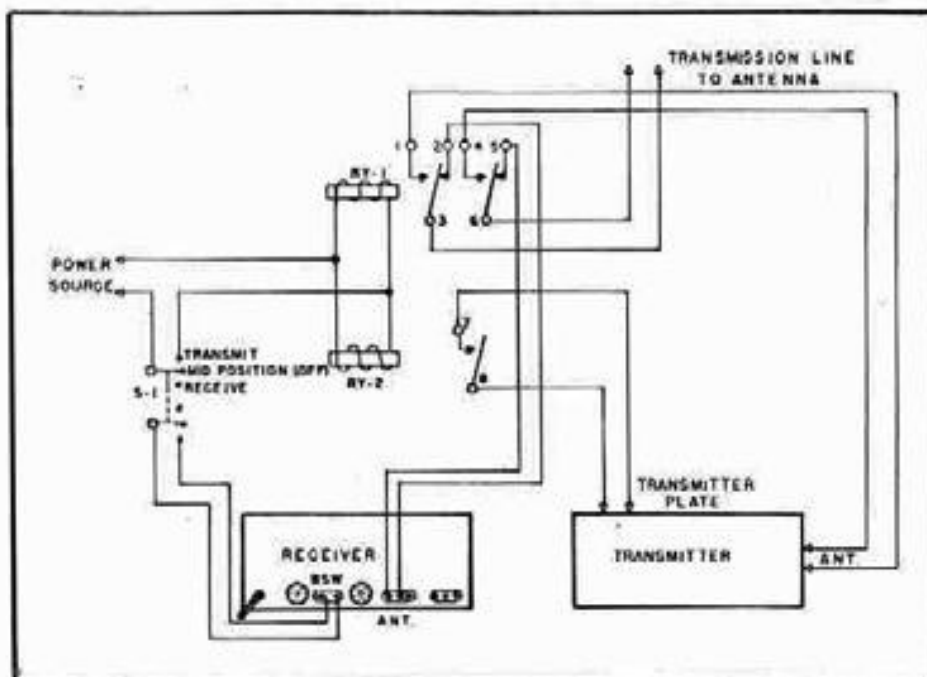 TRANSMISSION LINE
TO ANTENNA
1
2
4
5
RY-1
3
6
POWER
SOURCE
7
TRANSMIT
MID POSITION (OFF)
RECEIVE
S-1
RY-2
8
TRANSMITTER
PLATE
RECEIVER
BSW
ANT.
TRANSMITTER
ANT.